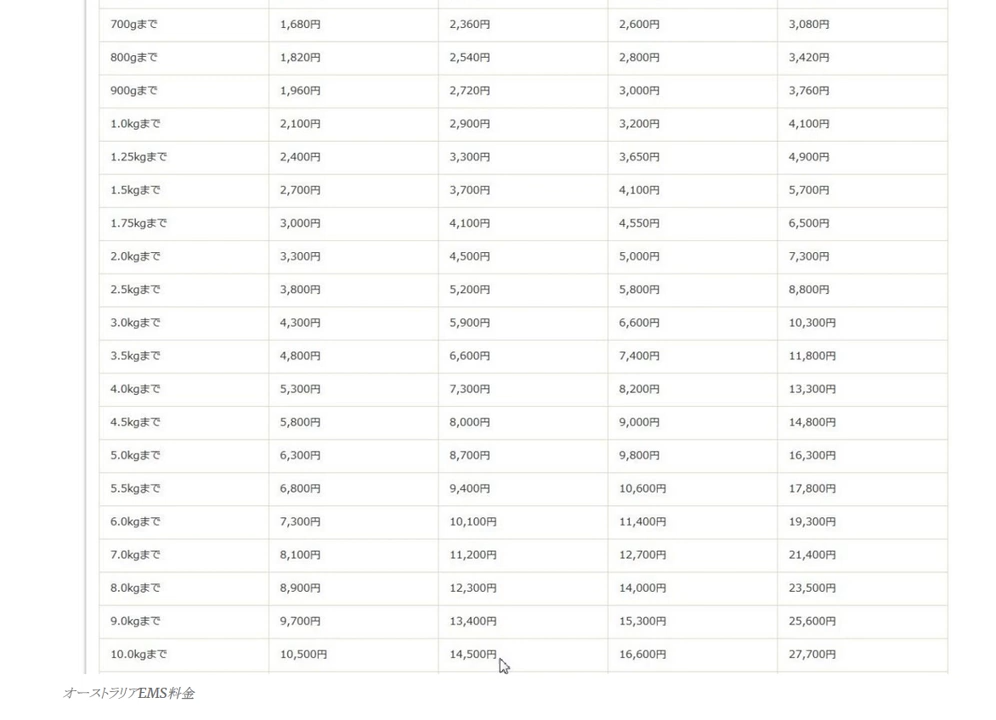 700gまで 1,680円 2,360円 2,600円 3,080円
800gまで 1,820円 2,540円 2,800円 3,420円
900gまで 1,960円 2,720円 3,000円 3,760円
1.0kgまで 2,100円 2,900円 3,200円 4,100円
1.25kgまで 2,400円 3,300円 3,650円 4,900円
1.5kgまで 2,700円 3,700円 4,100円 5,700円
1.75kgまで 3,000円 4,100円 4,550円 6,500円
2.0kgまで 3,300円 4,500円 5,000円 7,300円
2.5kgまで 3,800円 5,200円 5,800円 8,800円
3.0kgまで 4,300円 5,900円 6,600円 10,300円
3.5kgまで 4,800円 6,600円 7,400円 11,800円
4.0kgまで 5,300円 7,300円 8,200円 13,300円
4.5kgまで 5,800円 8,000円 9,000円 14,800円
5.0kgまで 6,300円 8,700円 9,800円 16,300円
5.5kgまで 6,800円 9,400円 10,600円 17,800円
6.0kgまで 7,300円 10,100円 11,400円 19,300円
7.0kgまで 8,100円 11,200円 12,700円 21,400円
8.0kgまで 8,900円 12,300円 14,000円 23,500円
9.0kgまで 9,700円 13,400円 15,300円 25,600円
10.0kgまで 10,500円 14,500円 16,600円 27,700円
オーストラリアEMS料金